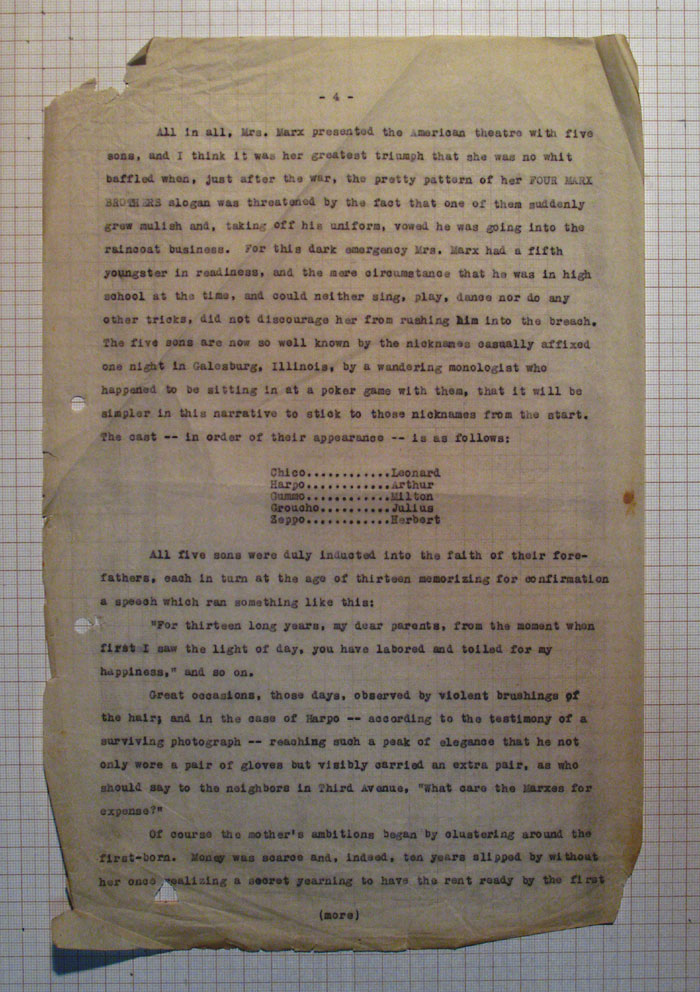 - 4 -
All in all, Mrs. Marx presented the American theatre with five
sons, and I think it was her greatest triumph that she was no whit
baffled when, just after the war, the pretty pattern of her FOUR MARX
BROTHERS slogan was threatened by the fact that one of them suddenly
grew mulish and, taking off his uniform, vowed he was going into the
raincoat business. For this dark emergency Mrs. Marx had a fifth
youngster in readiness, and the mere circumstance that he was in high
school at the time, and could neither sing, play, dance nor do any
other tricks, did not discourage her from rushing him into the breach.
The five sons are now so well known by the nicknames casually affixed
one night in Galesburg, Illinois, by a wandering monologist who
happened to be sitting in at a poker game with them, that it will be
simpler in this narrative to stick to those nicknames from the start.
The cast -- in order of their appearance -- is as follows:
Chico............Leonard
Harpo............Arthur
Gummo............Milton
Groucho..........Julius
Zeppo............Herbert
All five sons were duly inducted into the faith of their fore-
fathers, each in turn at the age of thirteen memorizing for confirmation
a speech which ran something like this:
"For thirteen long years, my dear parents, from the moment when
first I saw the light of day, you have labored and toiled for my
happiness," and so on.
Great occasions, those days, observed by violent brushings of
the hair; and in the case of Harpo -- according to the testimony of a
surviving photograph -- reaching such a peak of elegance that he not
only wore a pair of gloves but visibly carried an extra pair, as who
should say to the neighbors in Third Avenue, "What care the Marxes for
expense?"
Of course the mother's ambitions began by clustering around the
first-born. Money was scarce and, indeed, ten years slipped by without
her once realizing a secret yearning to have the rent ready by the first
(more)